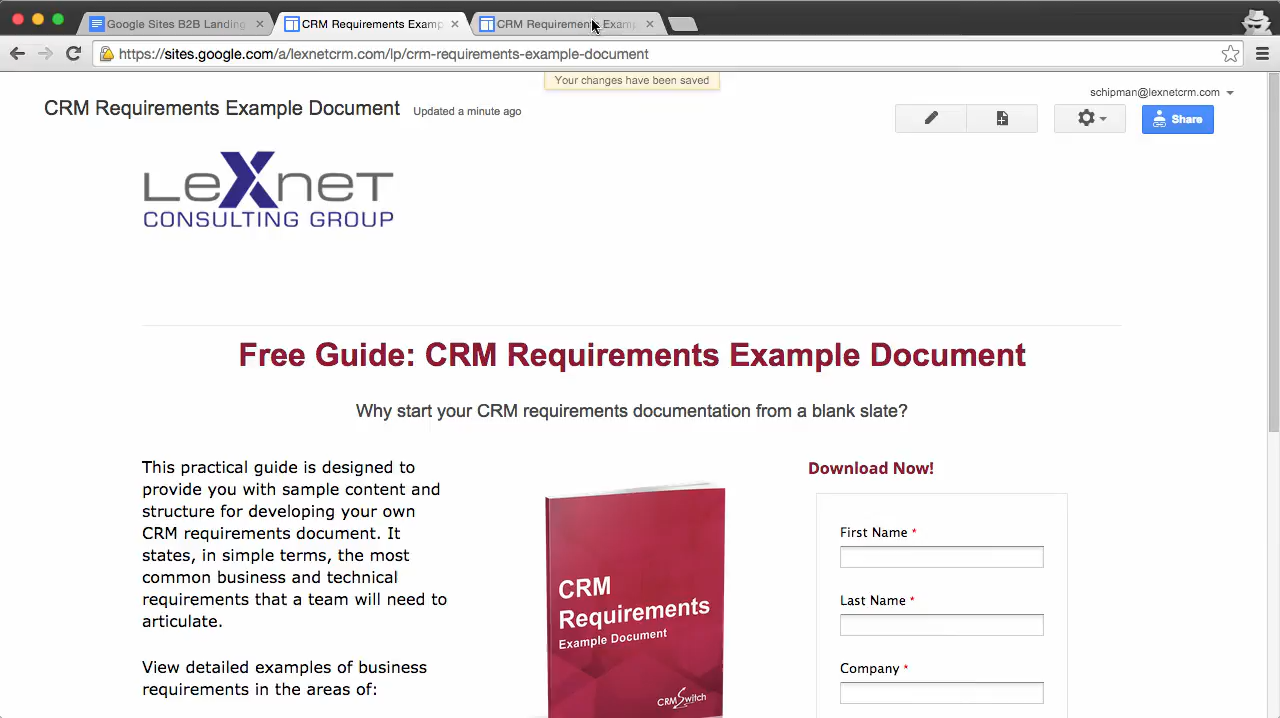 Google Sites B2B Landing
CRM Requirements Examp
CRM Requirements Examp
https://sites.google.com/a/lexnetcrm.com/lp/crm-requirements-example-document
Your changes have been saved
schipman@lexnetcrm.com
CRM Requirements Example Document
Updated a minute ago
Share
LeXnet
CONSULTING GROUP
Free Guide: CRM Requirements Example Document
Why start your CRM requirements documentation from a blank slate?
This practical guide is designed to
provide you with sample content and
structure for developing your own
CRM requirements document. It
states, in simple terms, the most
common business and technical
requirements that a team will need to
articulate.
View detailed examples of business
requirements in the areas of:
CRM
Requirements
Example Document
CRMSwitch
Download Now!
First Name *
Last Name *
Company *